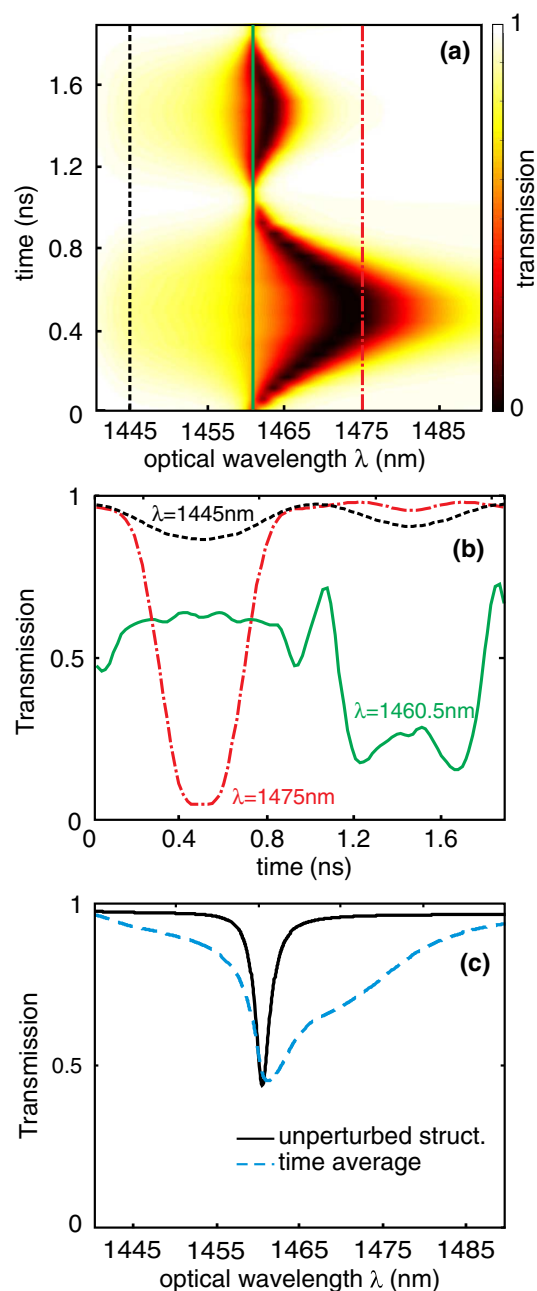 1
(a)
1.6
1.2
0.8
0.4
0
time (ns)
transmission
0
1445 1455 1465 1475 1485
optical wavelength λ (nm)
1
λ=1445nm
(b)
0.5
λ=1460.5nm
λ=1475nm
Transmission
0
0 0.4 0.8 1.2 1.6
time (ns)
1
(c)
0.5
Transmission
unperturbed struct.
time average
0
1445 1455 1465 1475 1485
optical wavelength λ (nm)